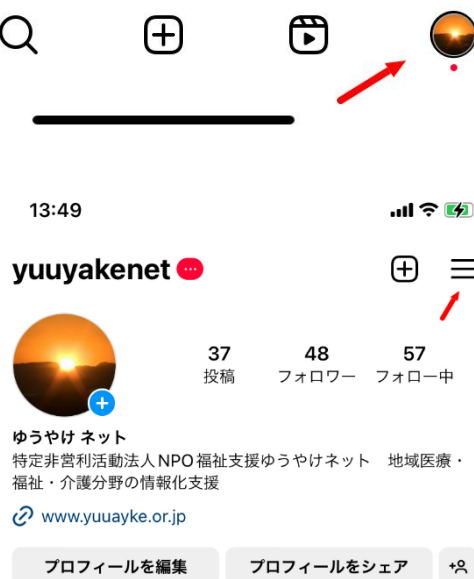 13:49
yuuyakenet
37 48 57
投稿 フォロワー フォロー中
ゆうやけ ネット
特定非営利活動法人NPO福祉支援ゆうやけネット　地域医療・
福祉・介護分野の情報化支援
www.yuuayke.or.jp
プロフィールを編集 プロフィールをシェア